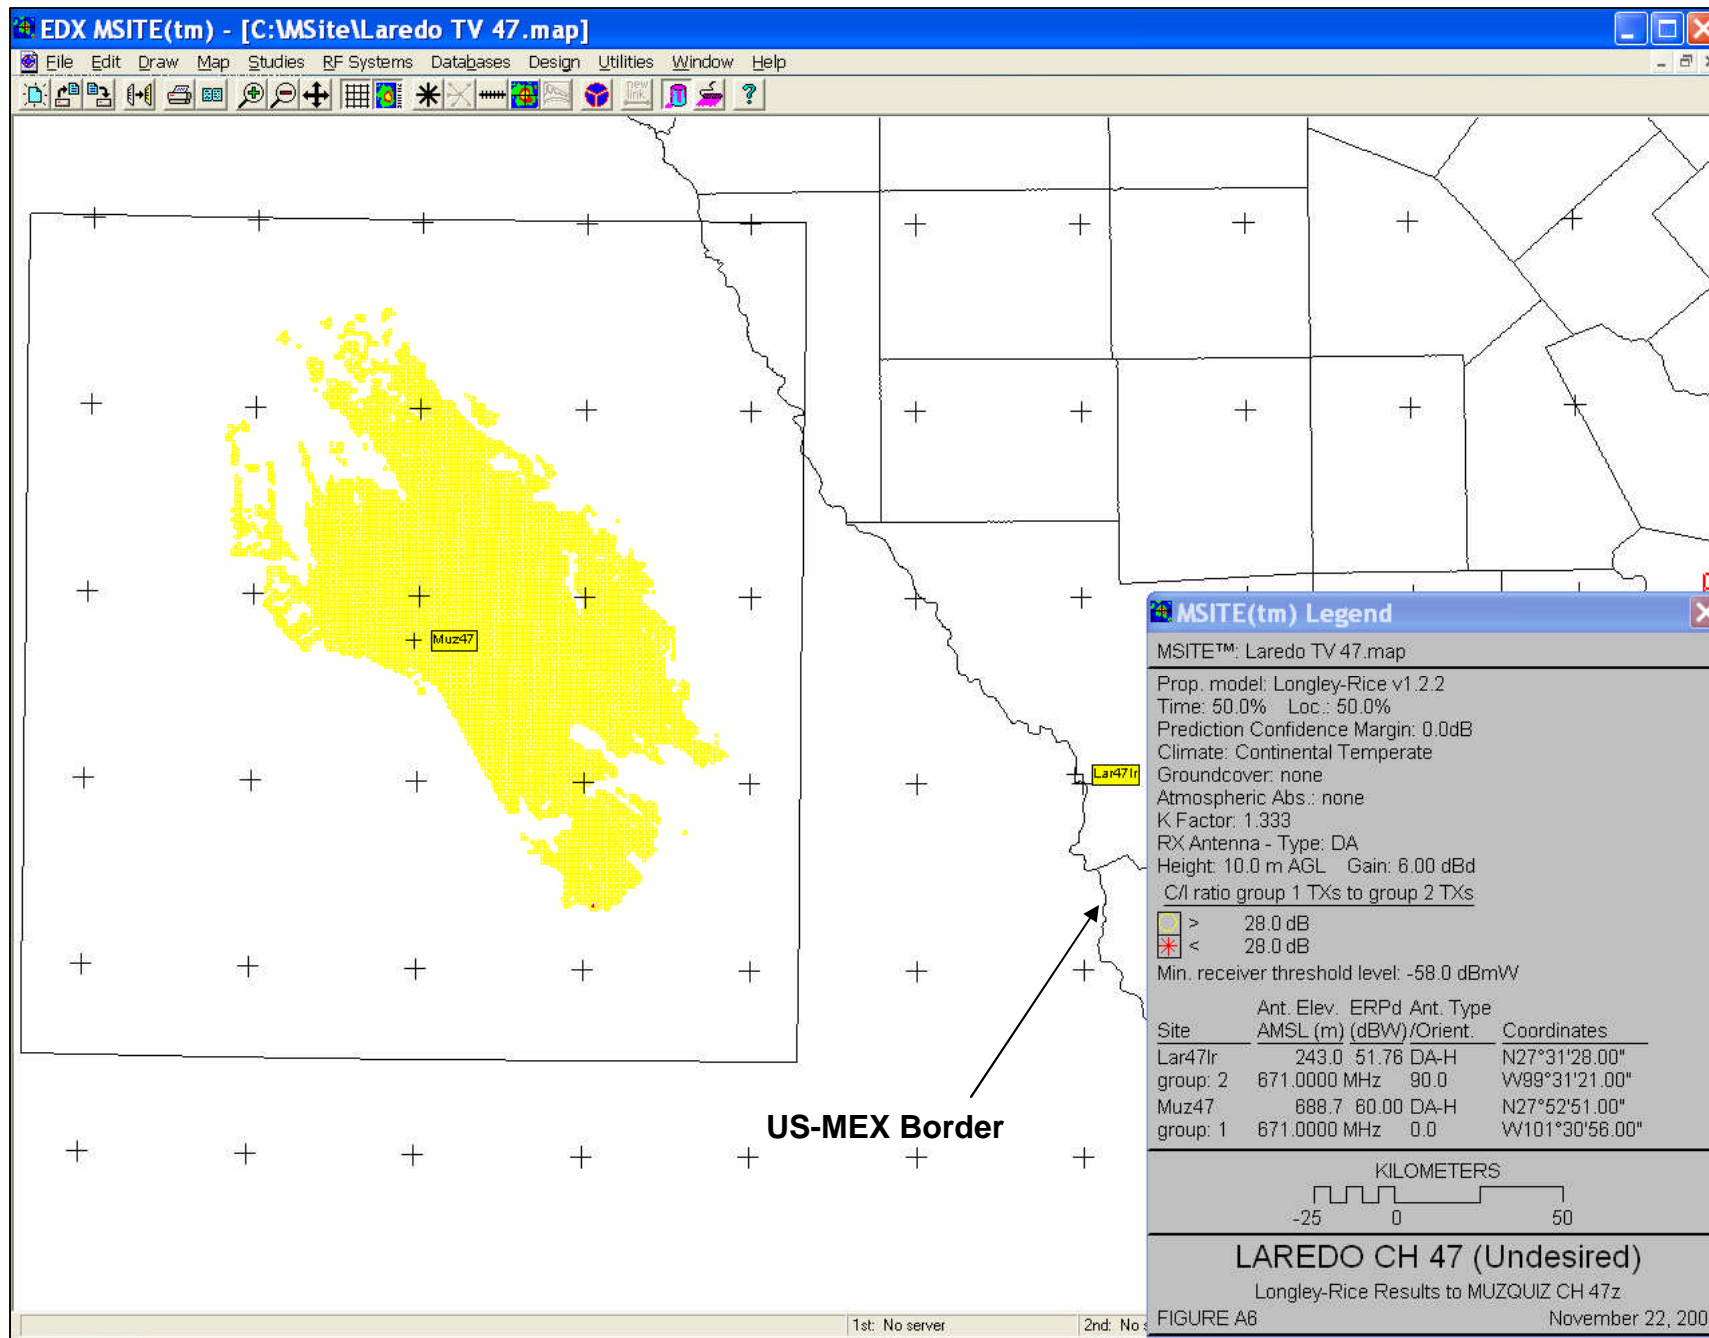 EDX MSITE(tm) - [C:\MSite\Laredo TV 47.map]
File Edit Draw Map Studies RF Systems Databases Design Utilities Window Help
new link
Muz47
Lar47lr
US-MEX Border
MSITE(tm) Legend
MSITE™: Laredo TV 47.map
Prop. model: Longley-Rice v1.2.2
Time: 50.0% Loc.: 50.0%
Prediction Confidence Margin: 0.0dB
Climate: Continental Temperate
Groundcover: none
Atmospheric Abs.: none
K Factor: 1.333
RX Antenna - Type: DA
Height: 10.0 m AGL Gain: 6.00 dBd
C/I ratio group 1 TXs to group 2 TXs
> 28.0 dB
< 28.0 dB
Min. receiver threshold level: -58.0 dBmW
Ant. Elev. ERPd Ant. Type
Site AMSL (m) (dBW) /Orient. Coordinates
Lar47lr 243.0 51.76 DA-H N27°31'28.00"
group: 2 671.0000 MHz 90.0 W99°31'21.00"
Muz47 688.7 60.00 DA-H N27°52'51.00"
group: 1 671.0000 MHz 0.0 W101°30'56.00"
KILOMETERS
-25 0 50
LAREDO CH 47 (Undesired)
Longley-Rice Results to MUZQUIZ CH 47z
FIGURE A6 November 22, 200
1st: No server 2nd: No